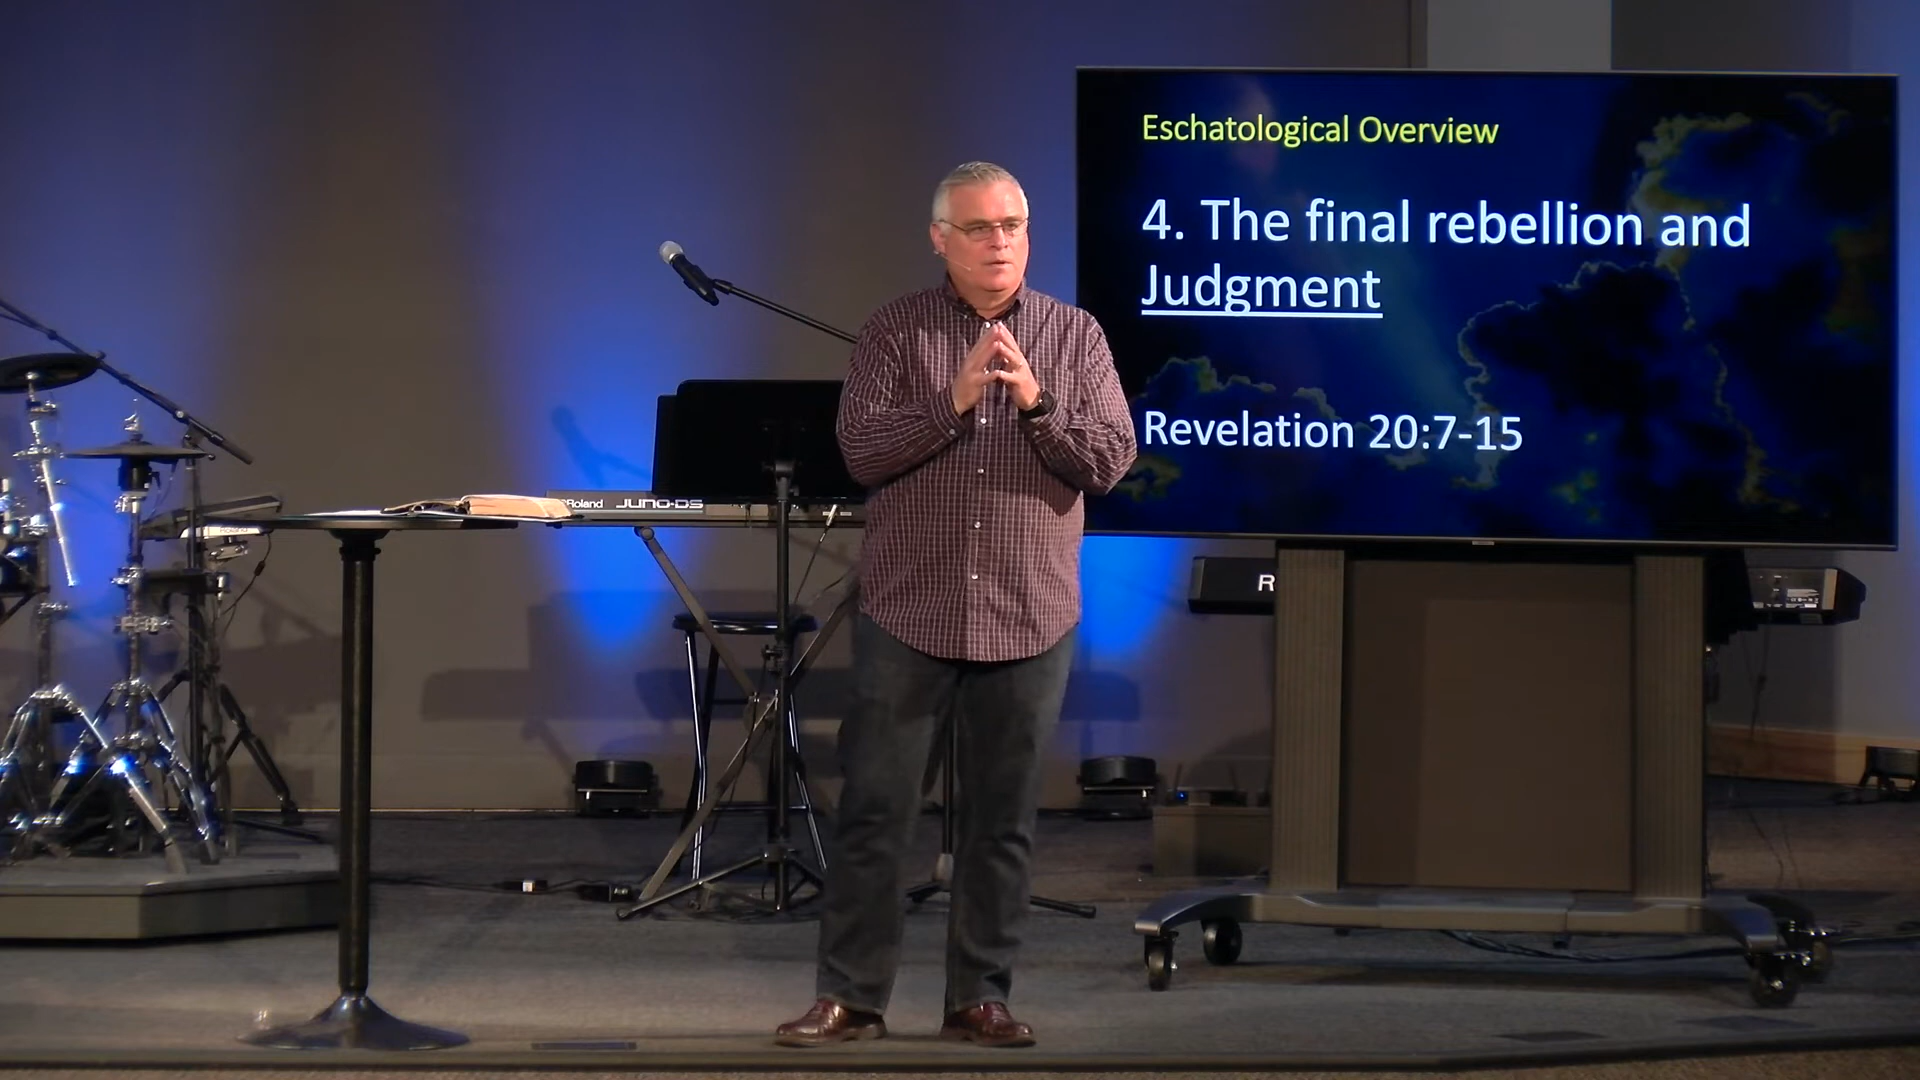 Eschatological Overview
4. The final rebellion and
Judgment
Revelation 20:7-15
Roland JUNO-DS
R